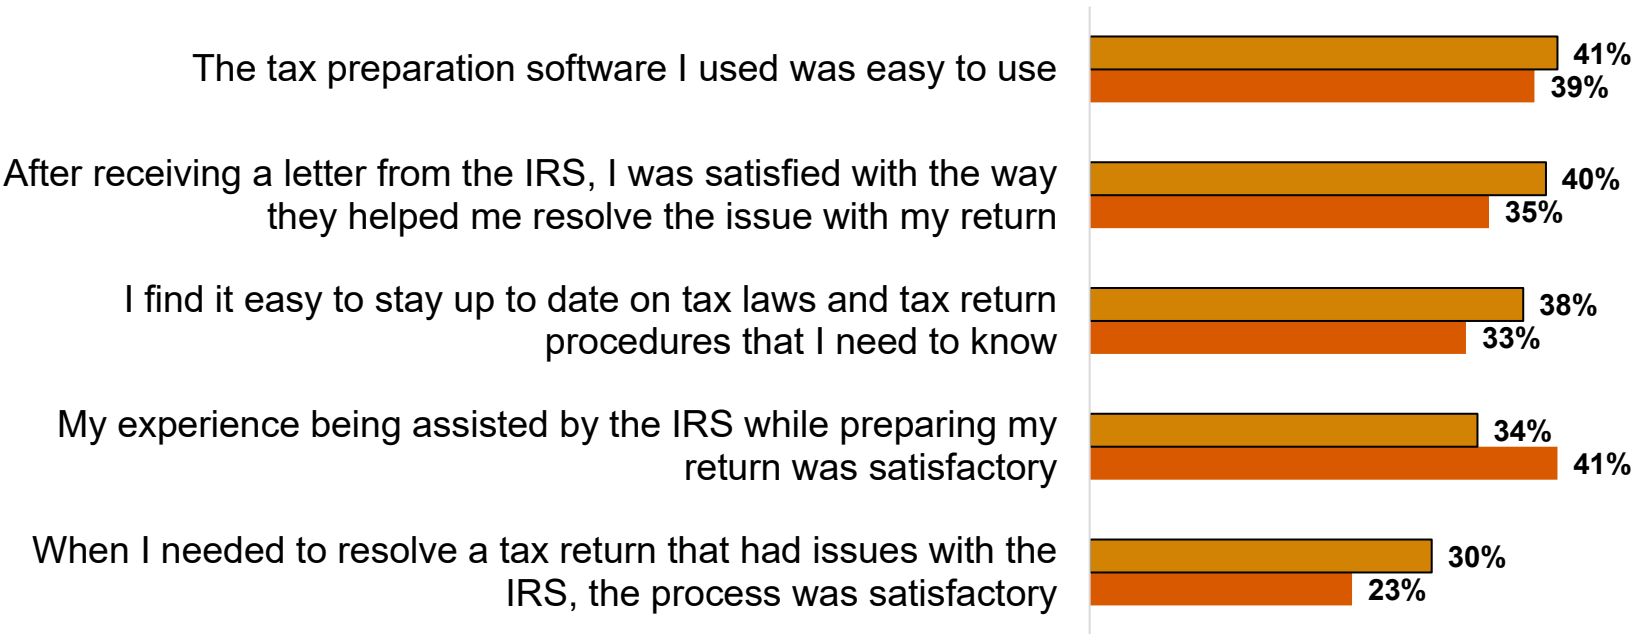 The tax preparation software I used was easy to use
41%
39%
After receiving a letter from the IRS, I was satisfied with the way
they helped me resolve the issue with my return
40%
35%
I find it easy to stay up to date on tax laws and tax return
procedures that I need to know
38%
33%
My experience being assisted by the IRS while preparing my
return was satisfactory
34%
41%
When I needed to resolve a tax return that had issues with the
IRS, the process was satisfactory
30%
23%